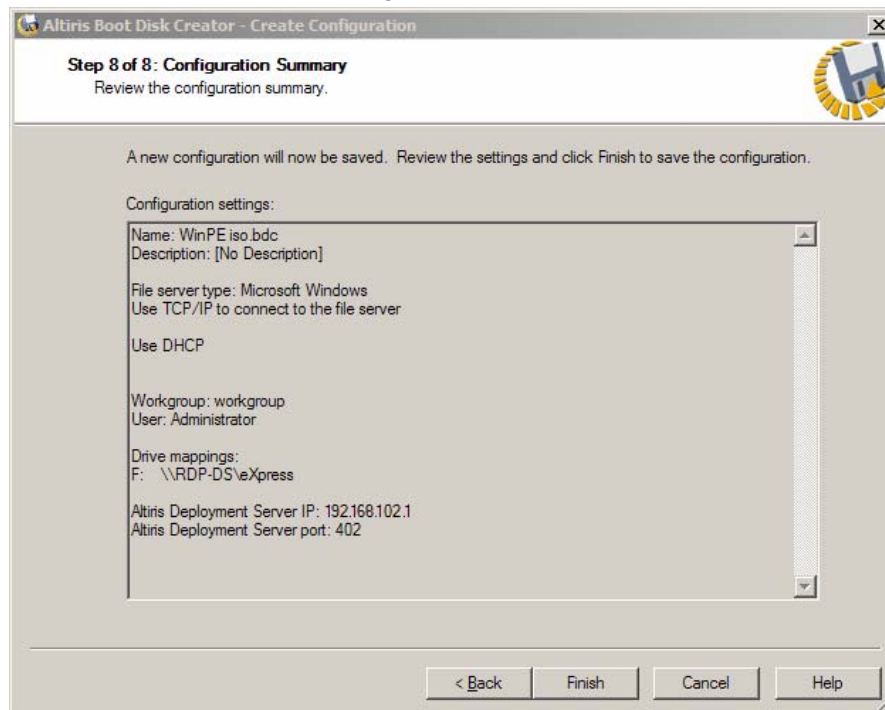 Altiris Boot Disk Creator - Create Configuration
Step 8 of 8: Configuration Summary
Review the configuration summary.
A new configuration will now be saved. Review the settings and click Finish to save the configuration.
Configuration settings:
Name: WinPE iso.bdc
Description: [No Description]
File server type: Microsoft Windows
Use TCP/IP to connect to the file server
Use DHCP
Workgroup: workgroup
User: Administrator
Drive mappings:
F: \\RDP-DS\eXpress
Altiris Deployment Server IP: 192.168.102.1
Altiris Deployment Server port: 402
< Back
Finish
Cancel
Help